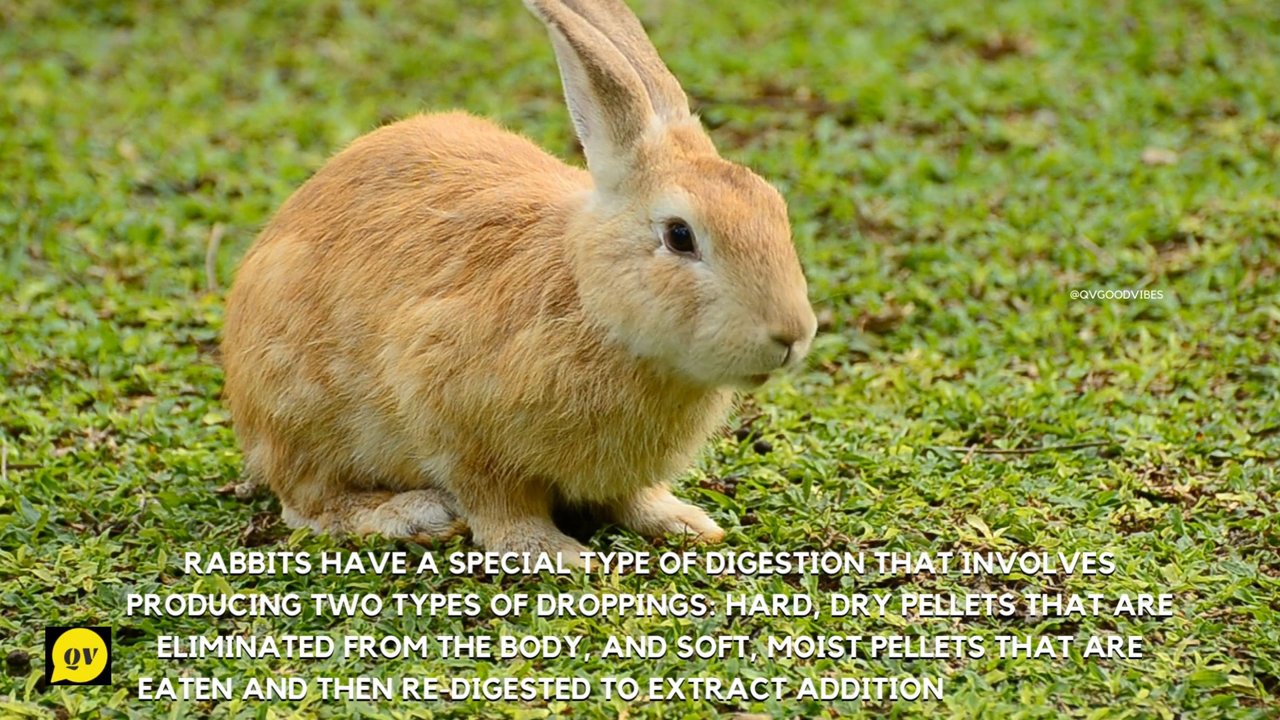 @QVGOODVIBES
RABBITS HAVE A SPECIAL TYPE OF DIGESTION THAT INVOLVES
PRODUCING TWO TYPES OF DROPPINGS: HARD, DRY PELLETS THAT ARE
ELIMINATED FROM THE BODY, AND SOFT, MOIST PELLETS THAT ARE
EATEN AND THEN RE-DIGESTED TO EXTRACT ADDITION
QV